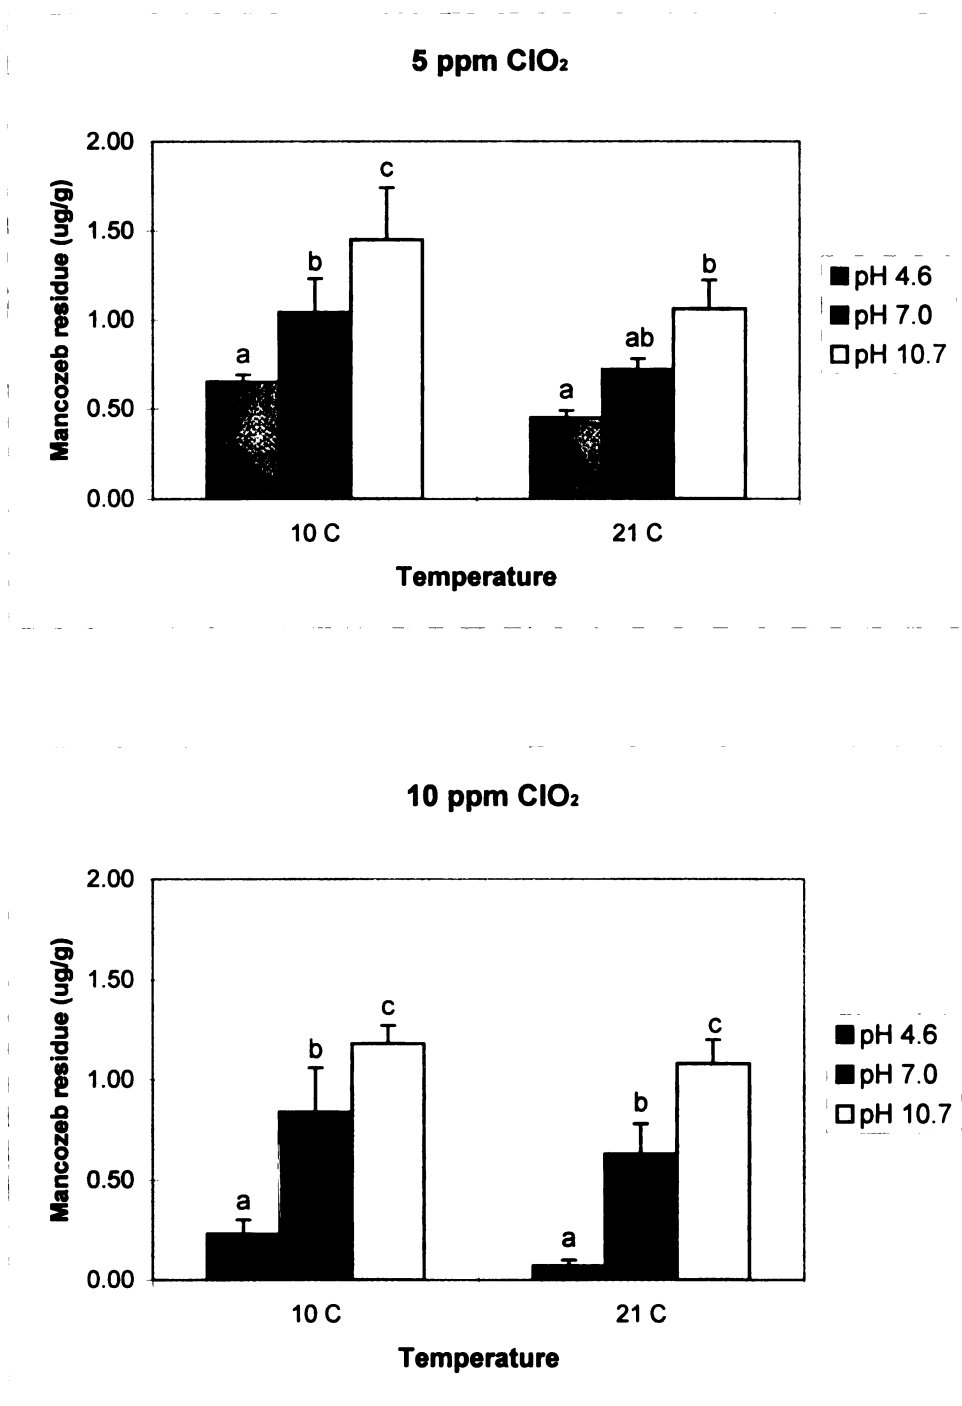 5 ppm ClO₂
2.00
1.50
1.00
0.50
0.00
Mancozeb residue (ug/g)
a
b
c
a
ab
b
pH 4.6
pH 7.0
pH 10.7
10 C
21 C
Temperature
10 ppm ClO₂
2.00
1.50
1.00
0.50
0.00
Mancozeb residue (ug/g)
a
b
c
a
b
c
pH 4.6
pH 7.0
pH 10.7
10 C
21 C
Temperature